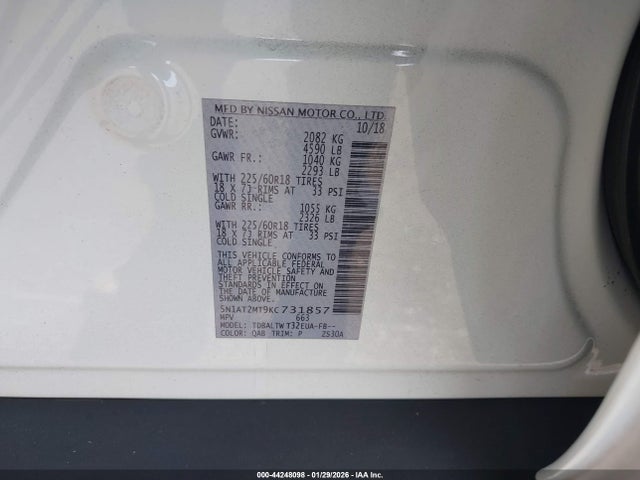 MFD BY NISSAN MOTOR CO., LTD.
DATE: 10/18
GVWR: 2082 KG
4590 LB
GAWR FR.: 1040 KG
2293 LB
WITH 225/60R18 TIRES
18 X 7J RIMS AT 33 PSI
COLD SINGLE
GAWR RR.: 1055 KG
2326 LB
WITH 225/60R18 TIRES
18 X 7J RIMS AT 33 PSI
COLD SINGLE
THIS VEHICLE CONFORMS TO
ALL APPLICABLE FEDERAL
MOTOR VEHICLE SAFETY AND
THEFT PREVENTION
STANDARDS IN EFFECT ON
THE DATE OF MANUFACTURE
SHOWN ABOVE.
5N1AT2MT9KC731857
MPV 663
MODEL: TDBALTW T32EUA-FB--
COLOR: QAB TRIM: P 2530A
000-44248098 - 01/29/2026 - IAA Inc.